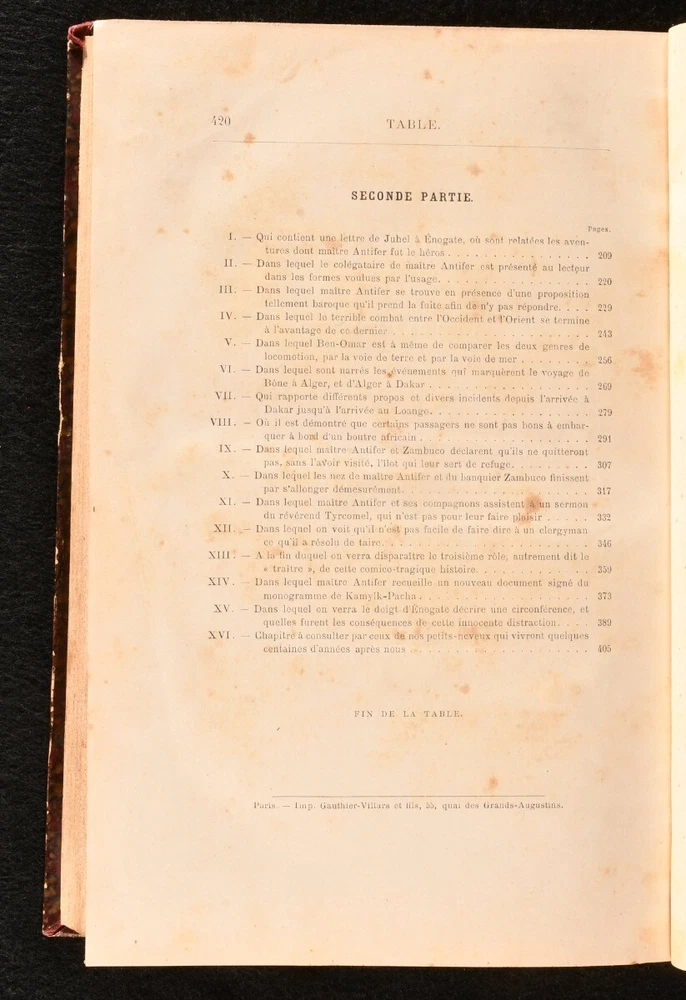 420
TABLE.
SECONDE PARTIE.
Pages.
I. — Qui contient une lettre de Juhel à Énogate, où sont relatées les aven-
tures dont maître Antifer fut le héros . . . . . . . . . . . . . . . . . 209
II. — Dans lequel le colégataire de maître Antifer est présenté au lecteur
dans les formes voulues par l'usage. . . . . . . . . . . . . . . . . . 220
III. — Dans lequel maître Antifer se trouve en présence d'une proposition
tellement baroque qu'il prend la fuite afin de n'y pas répondre. . . . 229
IV. — Dans lequel le terrible combat entre l'Occident et l'Orient se termine
à l'avantage de ce dernier . . . . . . . . . . . . . . . . . . . . . 243
V. — Dans lequel Ben-Omar est à même de comparer les deux genres de
locomotion, par la voie de terre et par la voie de mer . . . . . . . . 256
VI. — Dans lequel sont narrés les événements qui marquèrent le voyage de
Bône à Alger, et d'Alger à Dakar . . . . . . . . . . . . . . . . . . 269
VII. — Qui rapporte différents propos et divers incidents depuis l'arrivée à
Dakar jusqu'à l'arrivée au Loango. . . . . . . . . . . . . . . . . . 279
VIII. — Où il est démontré que certains passagers ne sont pas bons à embar-
quer à bord d'un boutre africain . . . . . . . . . . . . . . . . . . . 291
IX. — Dans lequel maître Antifer et Zambuco déclarent qu'ils ne quitteront
pas, sans l'avoir visité, l'îlot qui leur sert de refuge. . . . . . . . . . 307
X. — Dans lequel les nez de maître Antifer et du banquier Zambuco finissent
par s'allonger démesurément. . . . . . . . . . . . . . . . . . . . . 317
XI. — Dans lequel maître Antifer et ses compagnons assistent à un sermon
du révérend Tyrcomel, qui n'est pas pour leur faire plaisir . . . . . 332
XII. — Dans lequel on voit qu'il n'est pas facile de faire dire à un clergyman
ce qu'il a résolu de taire. . . . . . . . . . . . . . . . . . . . . . . 346
XIII. — A la fin duquel on verra disparaître le troisième rôle, autrement dit le
« traître », de cette comico-tragique histoire. . . . . . . . . . . . . 359
XIV. — Dans lequel maître Antifer recueille un nouveau document signé du
monogramme de Kamylk-Pacha . . . . . . . . . . . . . . . . . . . 373
XV. — Dans lequel on verra le doigt d'Énogate décrire une circonférence, et
quelles furent les conséquences de cette innocente distraction. . . . 389
XVI. — Chapitre à consulter par ceux de nos petits-neveux qui vivront quelques
centaines d'années après nous . . . . . . . . . . . . . . . . . . . . 405
FIN DE LA TABLE.
Paris. — Imp. Gauthier-Villars et fils, 55, quai des Grands-Augustins.